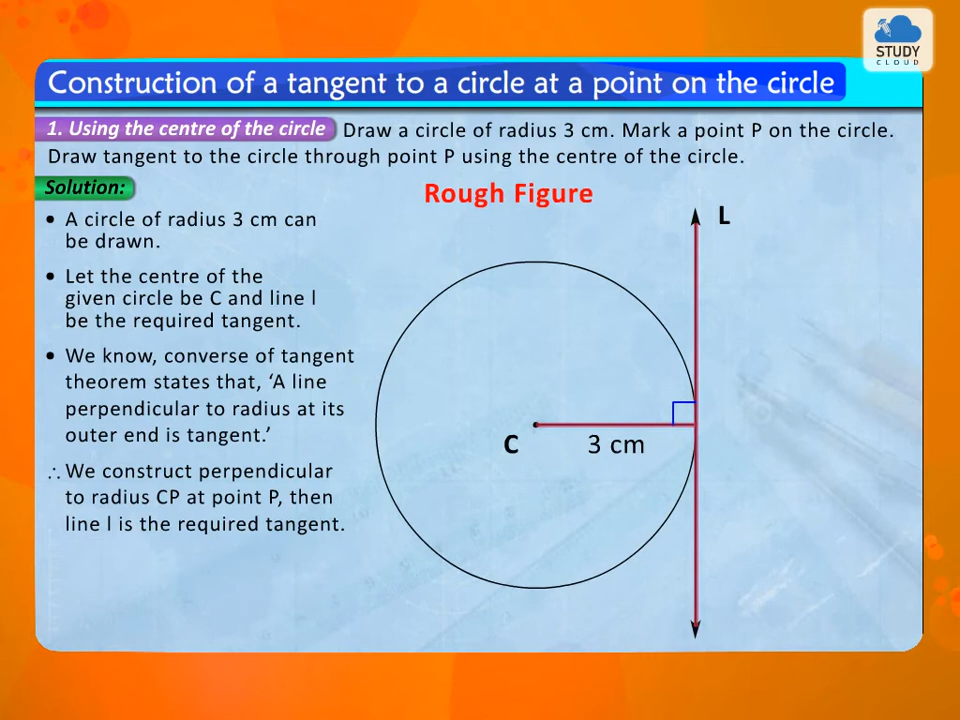 STUDY
CLOUD
Construction of a tangent to a circle at a point on the circle
1. Using the centre of the circle Draw a circle of radius 3 cm. Mark a point P on the circle.
Draw tangent to the circle through point P using the centre of the circle.
Solution:
Rough Figure
• A circle of radius 3 cm can
be drawn.
• Let the centre of the
given circle be C and line l
be the required tangent.
• We know, converse of tangent
theorem states that, ‘A line
perpendicular to radius at its
outer end is tangent.’
∴ We construct perpendicular
to radius CP at point P, then
line l is the required tangent.
L
C
3 cm